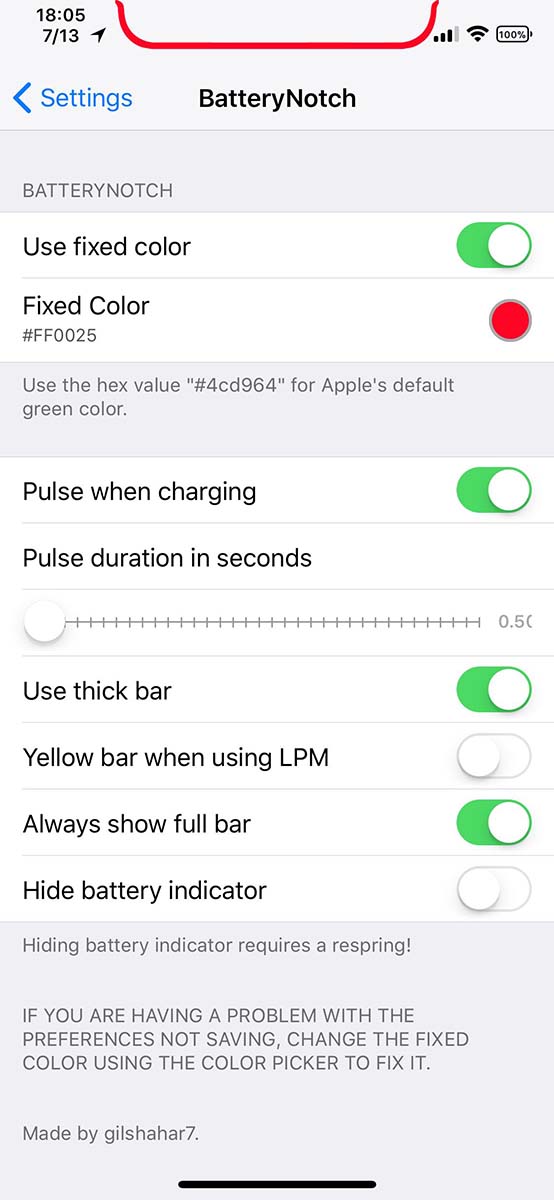 18:05
7/13
100%
Settings
BatteryNotch
BATTERYNOTCH
Use fixed color
Fixed Color
#FF0025
Use the hex value "#4cd964" for Apple's default
green color.
Pulse when charging
Pulse duration in seconds
0.50
Use thick bar
Yellow bar when using LPM
Always show full bar
Hide battery indicator
Hiding battery indicator requires a respring!
IF YOU ARE HAVING A PROBLEM WITH THE
PREFERENCES NOT SAVING, CHANGE THE FIXED
COLOR USING THE COLOR PICKER TO FIX IT.
Made by gilshahar7.